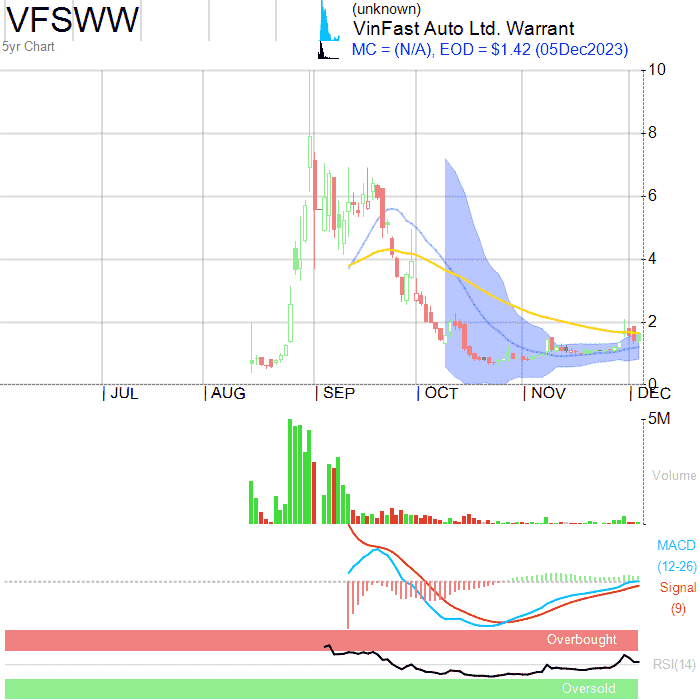 VFSWW
(unknown)
VinFast Auto Ltd. Warrant
5yr Chart
MC = (N/A), EOD = $1.42 (05Dec2023)
10
8
6
4
2
0
JUL AUG SEP OCT NOV DEC
5M
Volume
MACD
(12-26)
Signal
(9)
Overbought
RSI(14)
Oversold